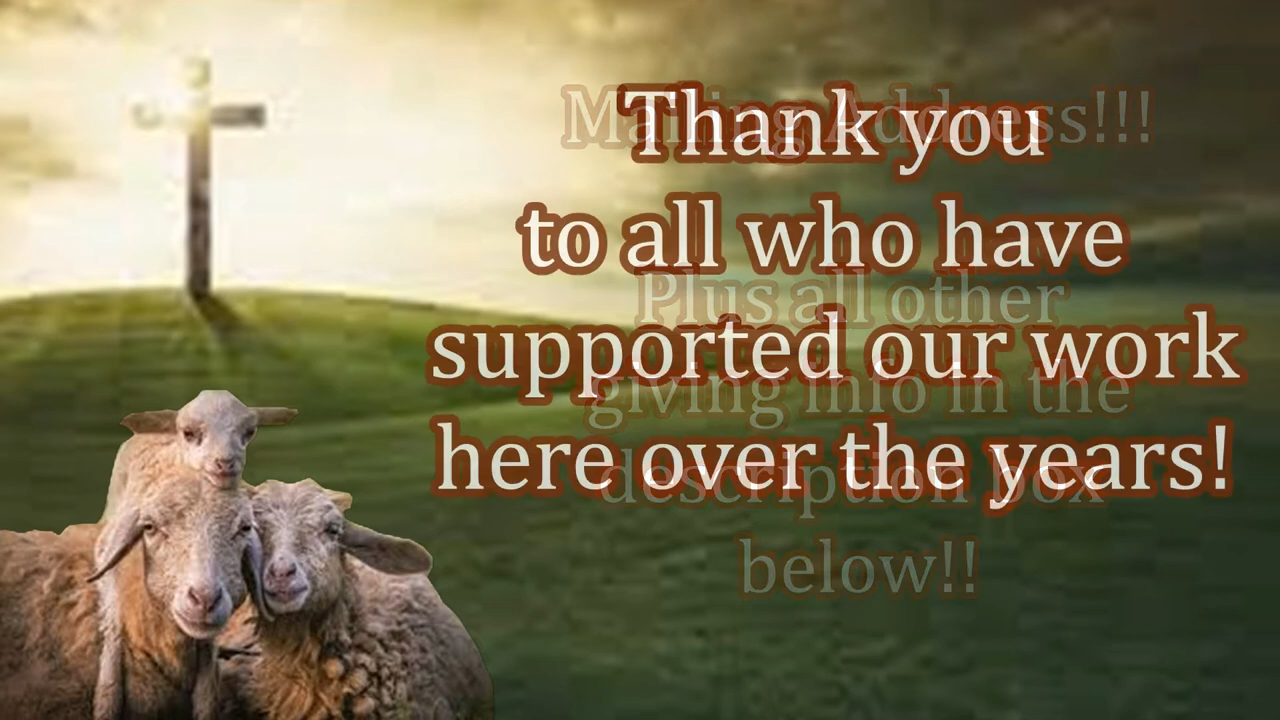 Thank you
to all who have
supported our work
here over the years!
Mailing Address!!!
Plus all other
giving info in the
description box
below!!